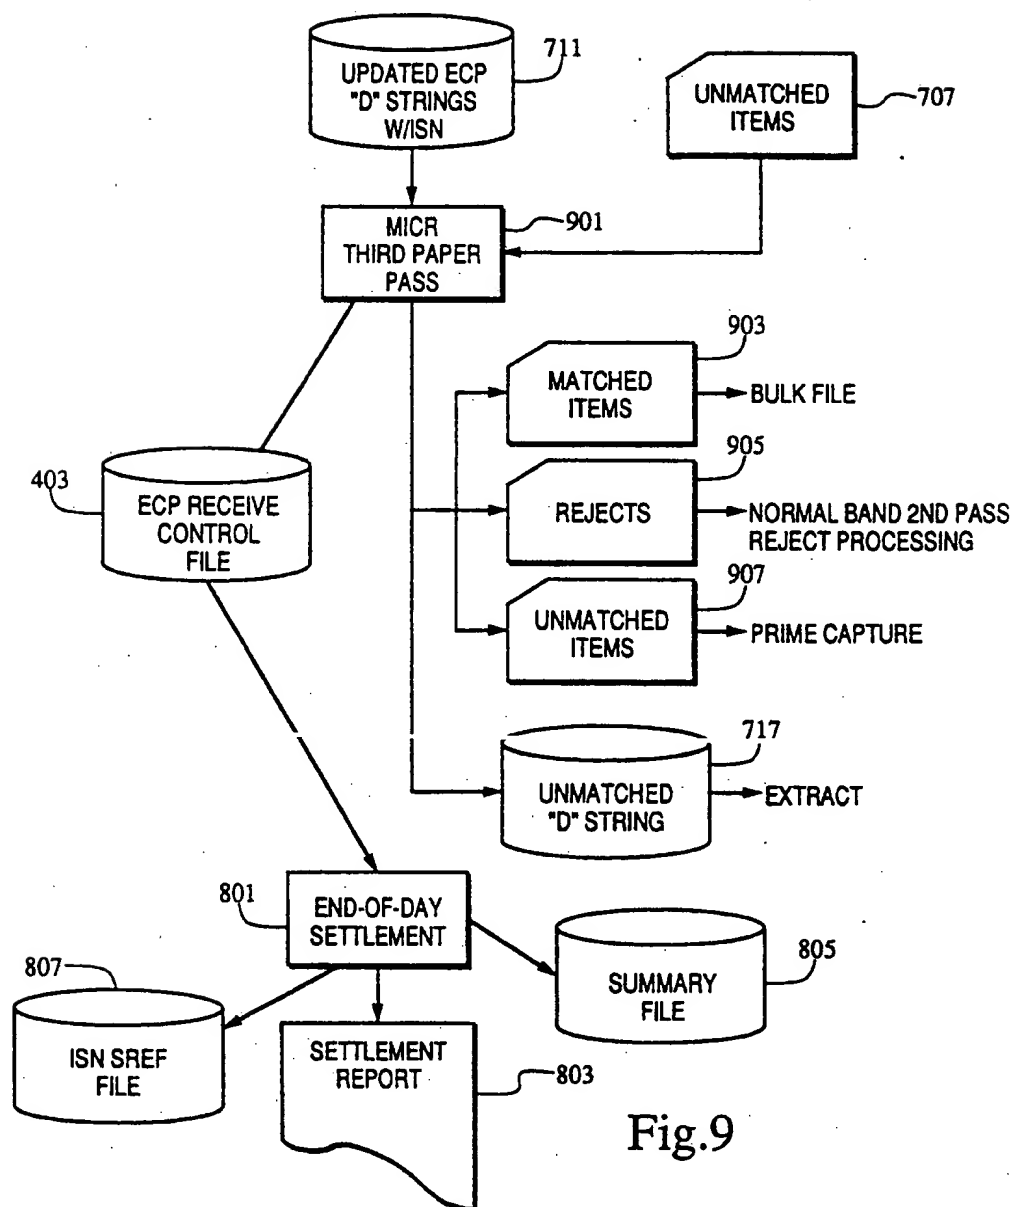 711
UPDATED ECP
"D" STRINGS
W/ISN
UNMATCHED
ITEMS
707
MICR
THIRD PAPER
PASS
901
903
MATCHED
ITEMS
BULK FILE
905
REJECTS
NORMAL BAND 2ND PASS
REJECT PROCESSING
403
ECP RECEIVE
CONTROL
FILE
907
UNMATCHED
ITEMS
PRIME CAPTURE
717
UNMATCHED
"D" STRING
EXTRACT
801
END-OF-DAY
SETTLEMENT
805
SUMMARY
FILE
807
ISN SREF
FILE
SETTLEMENT
REPORT
803
Fig.9